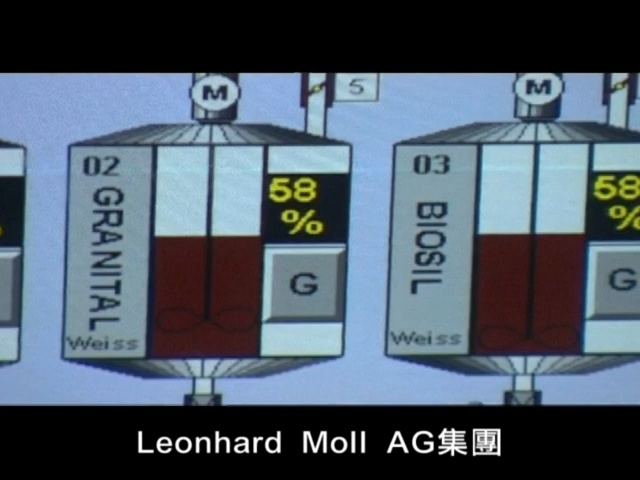 M
5
M
02
GRANITAL
Weiss
58
%
G
03
BIOSIL
Weiss
58
%
G
Leonhard Moll AG集團